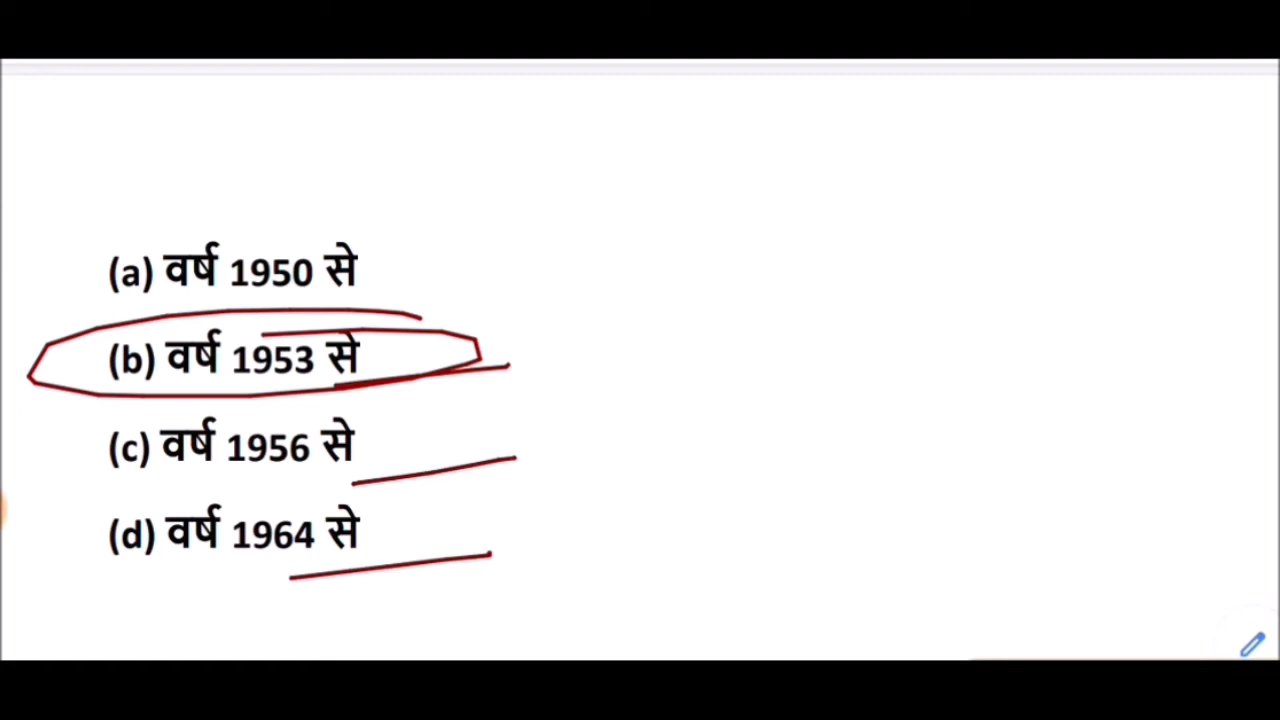 (a) वर्ष 1950 से
(b) वर्ष 1953 से
(c) वर्ष 1956 से
(d) वर्ष 1964 से